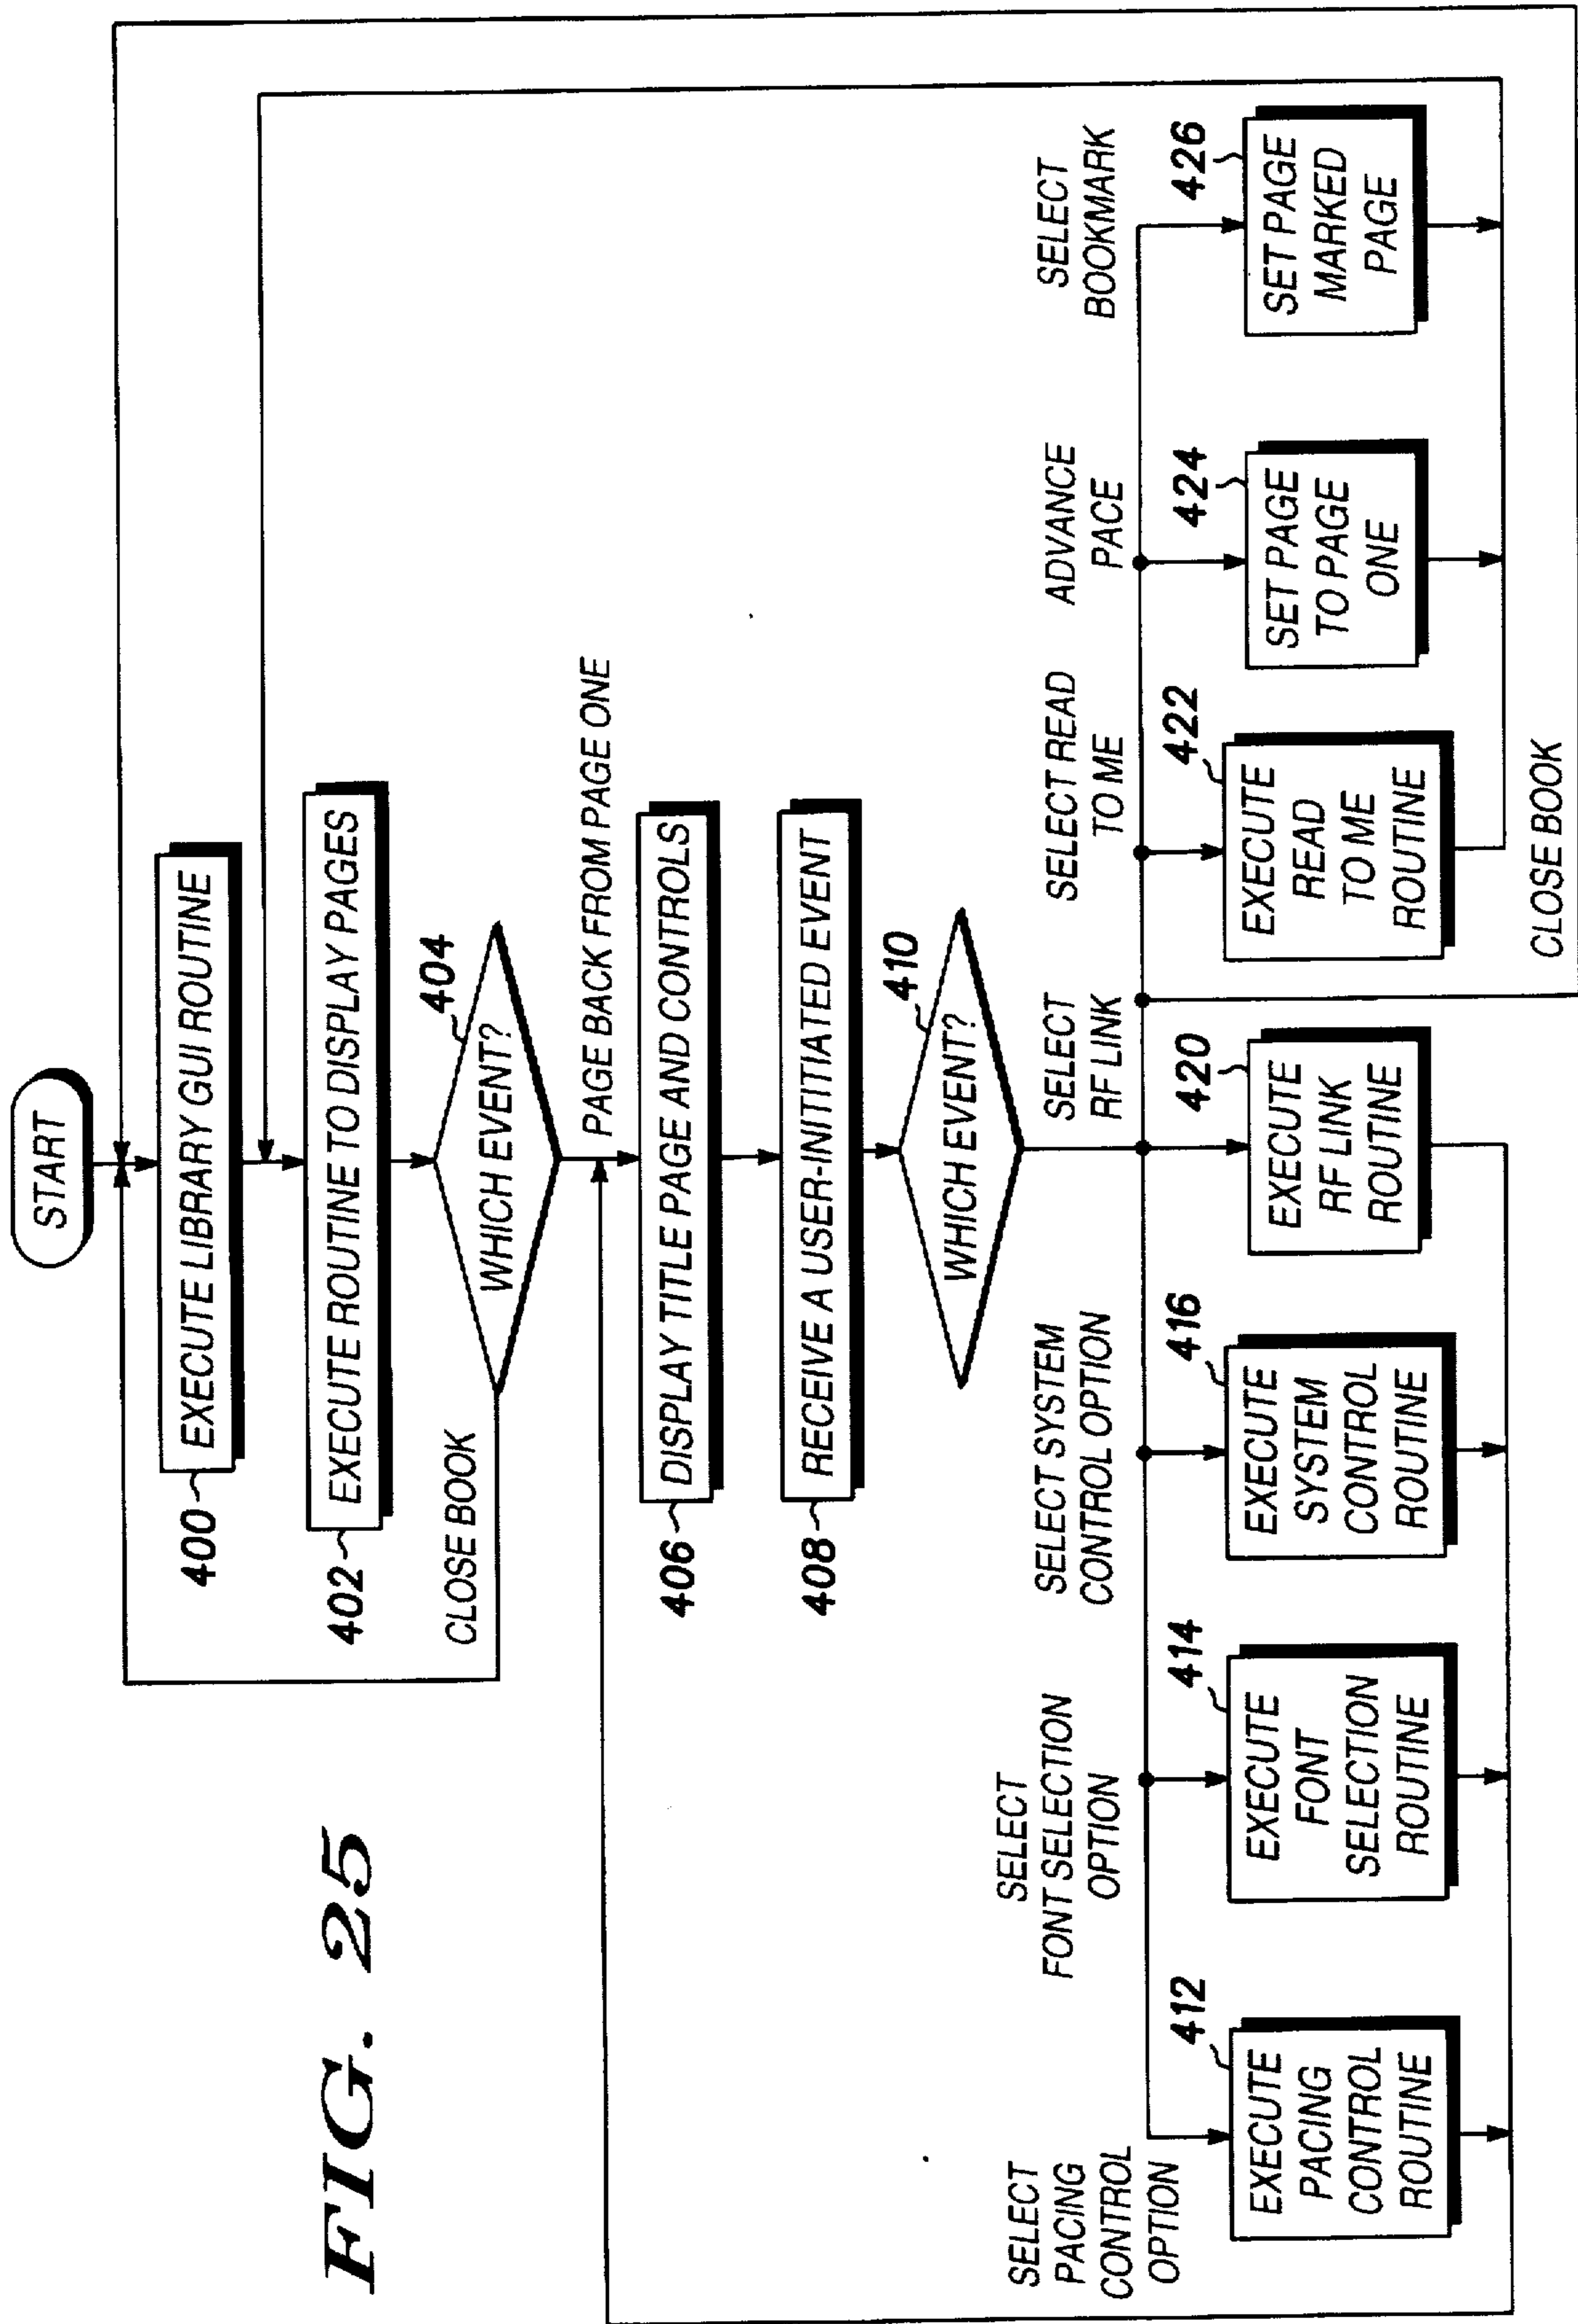 FIG. 25
START
400
EXECUTE LIBRARY GUI ROUTINE
402
EXECUTE ROUTINE TO DISPLAY PAGES
404
WHICH EVENT?
CLOSE BOOK
PAGE BACK FROM PAGE ONE
406
DISPLAY TITLE PAGE AND CONTROLS
408
RECEIVE A USER-INITITIATED EVENT
410
WHICH EVENT?
SELECT
PACING
CONTROL
OPTION
412
EXECUTE
PACING
CONTROL
ROUTINE
SELECT
FONT SELECTION
OPTION
414
EXECUTE
FONT
SELECTION
ROUTINE
SELECT SYSTEM
CONTROL OPTION
416
EXECUTE
SYSTEM
CONTROL
ROUTINE
SELECT
RF LINK
420
EXECUTE
RF LINK
ROUTINE
SELECT READ
TO ME
422
EXECUTE
READ
TO ME
ROUTINE
ADVANCE
PACE
424
SET PAGE
TO PAGE
ONE
SELECT
BOOKMARK
426
SET PAGE
MARKED
PAGE
CLOSE BOOK